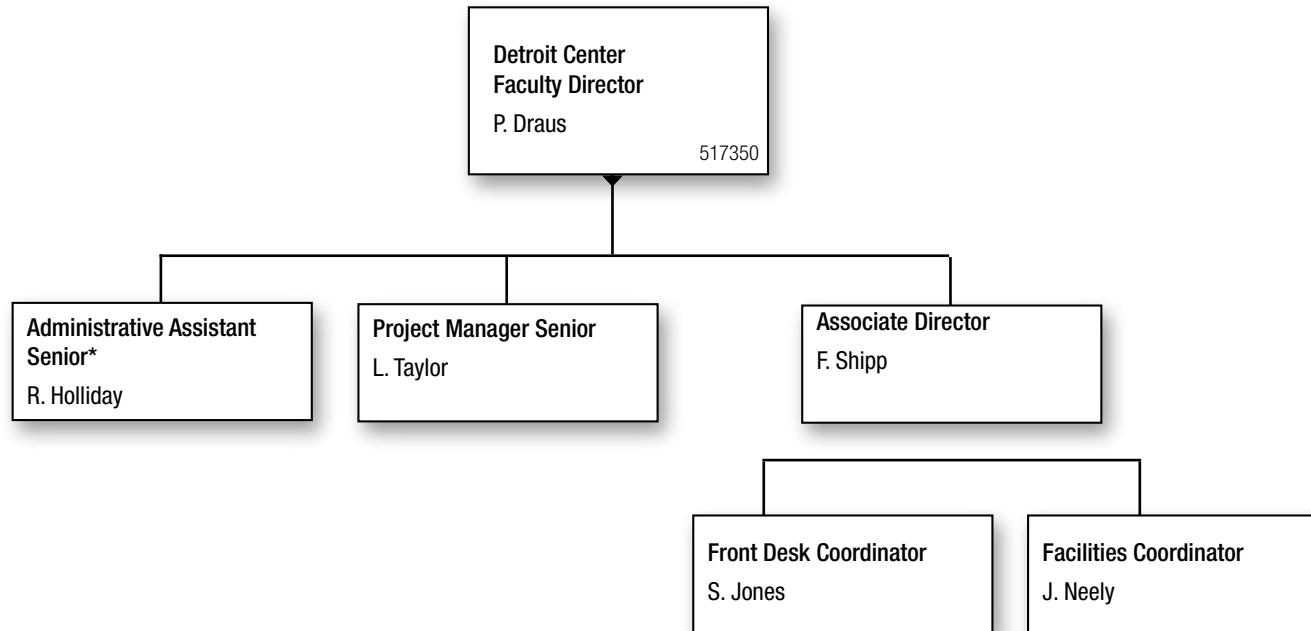 Detroit Center
Faculty Director
P. Draus
517350
Administrative Assistant
Senior*
R. Holliday
Project Manager Senior
L. Taylor
Associate Director
F. Shipp
Front Desk Coordinator
S. Jones
Facilities Coordinator
J. Neely